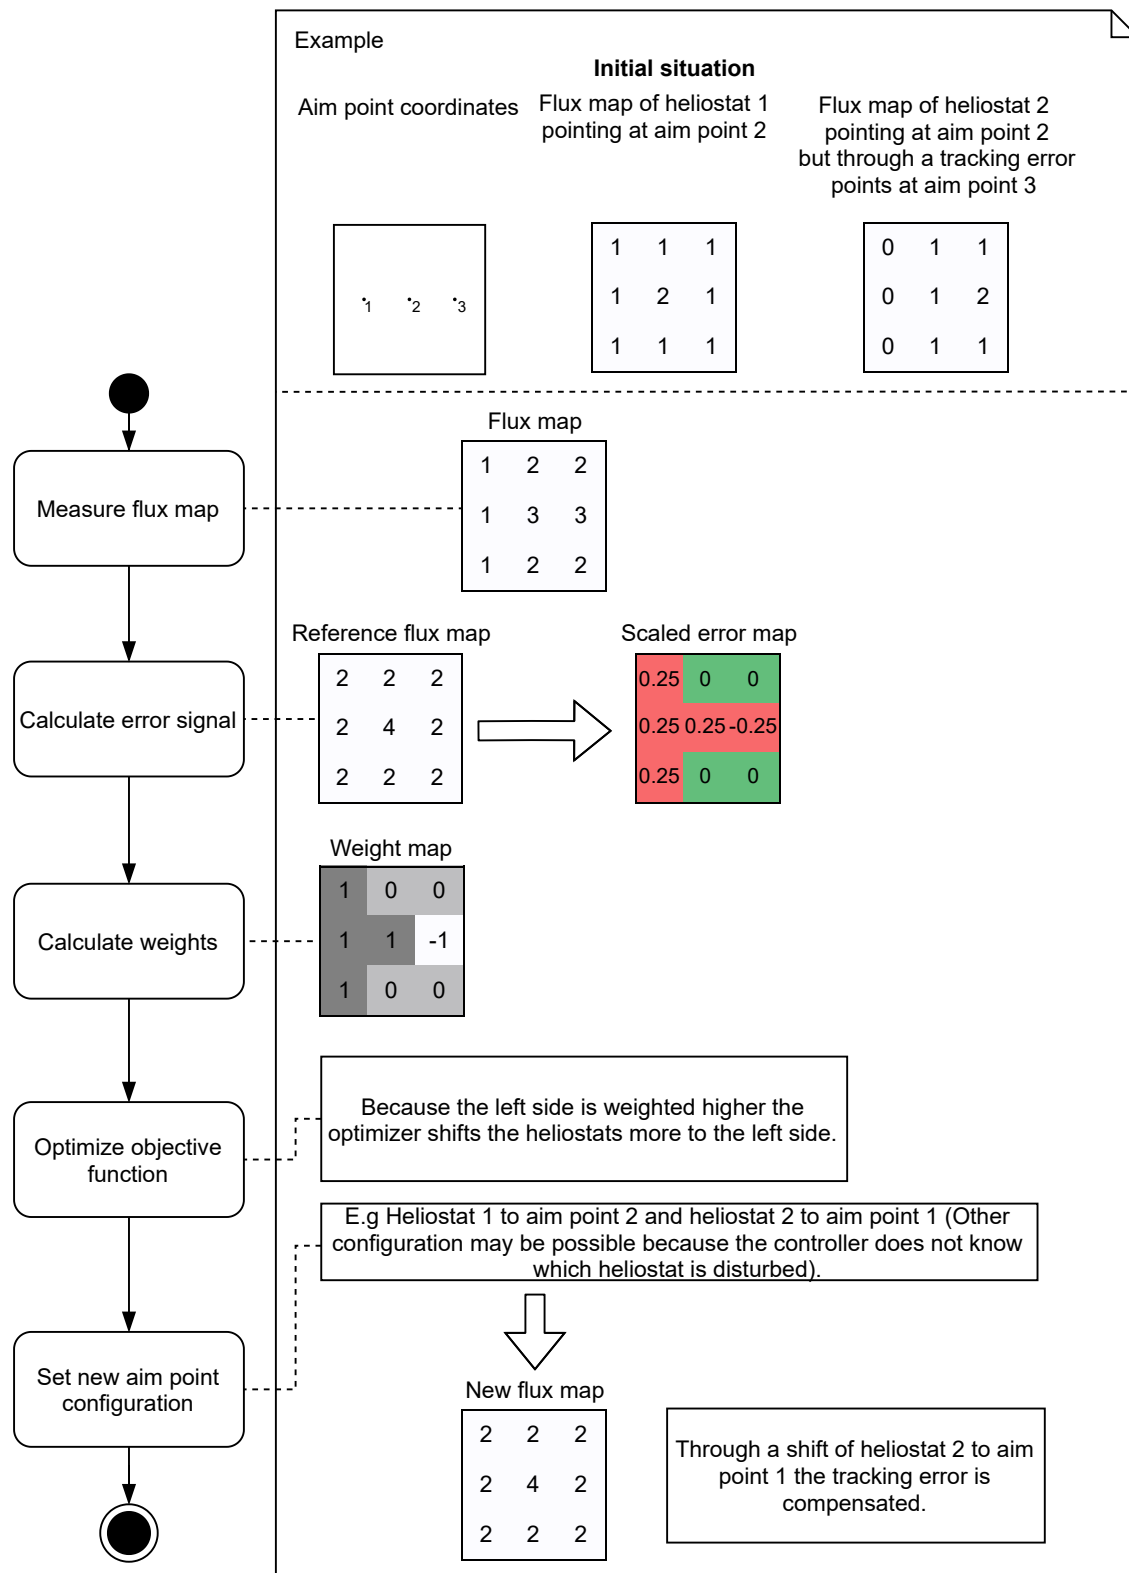 Example
Initial situation
Aim point coordinates
Flux map of heliostat 1
pointing at aim point 2
Flux map of heliostat 2
pointing at aim point 2
but through a tracking error
points at aim point 3
1 2 3
1 1 1
1 2 1
1 1 1
0 1 1
0 1 2
0 1 1
Measure flux map
Flux map
1 2 2
1 3 3
1 2 2
Calculate error signal
Reference flux map
2 2 2
2 4 2
2 2 2
Scaled error map
0.25 0 0
0.25 0.25 -0.25
0.25 0 0
Calculate weights
Weight map
1 0 0
1 1 -1
1 0 0
Optimize objective
function
Because the left side is weighted higher the
optimizer shifts the heliostats more to the left side.
Set new aim point
configuration
E.g Heliostat 1 to aim point 2 and heliostat 2 to aim point 1 (Other
configuration may be possible because the controller does not know
which heliostat is disturbed).
New flux map
2 2 2
2 4 2
2 2 2
Through a shift of heliostat 2 to aim
point 1 the tracking error is
compensated.